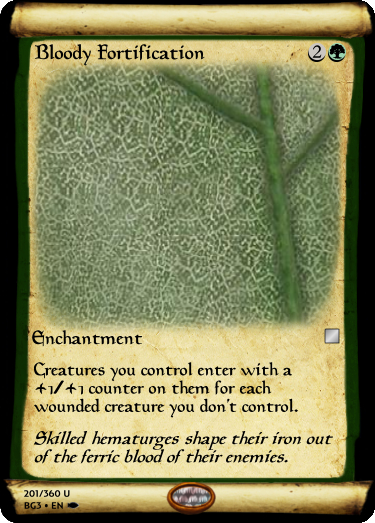 Bloody Fortification 2
Enchantment
Creatures you control enter with a
+1/+1 counter on them for each
wounded creature you don't control.
Skilled hematurges shape their iron out
of the ferric blood of their enemies.
201/360 U
BG3 • EN